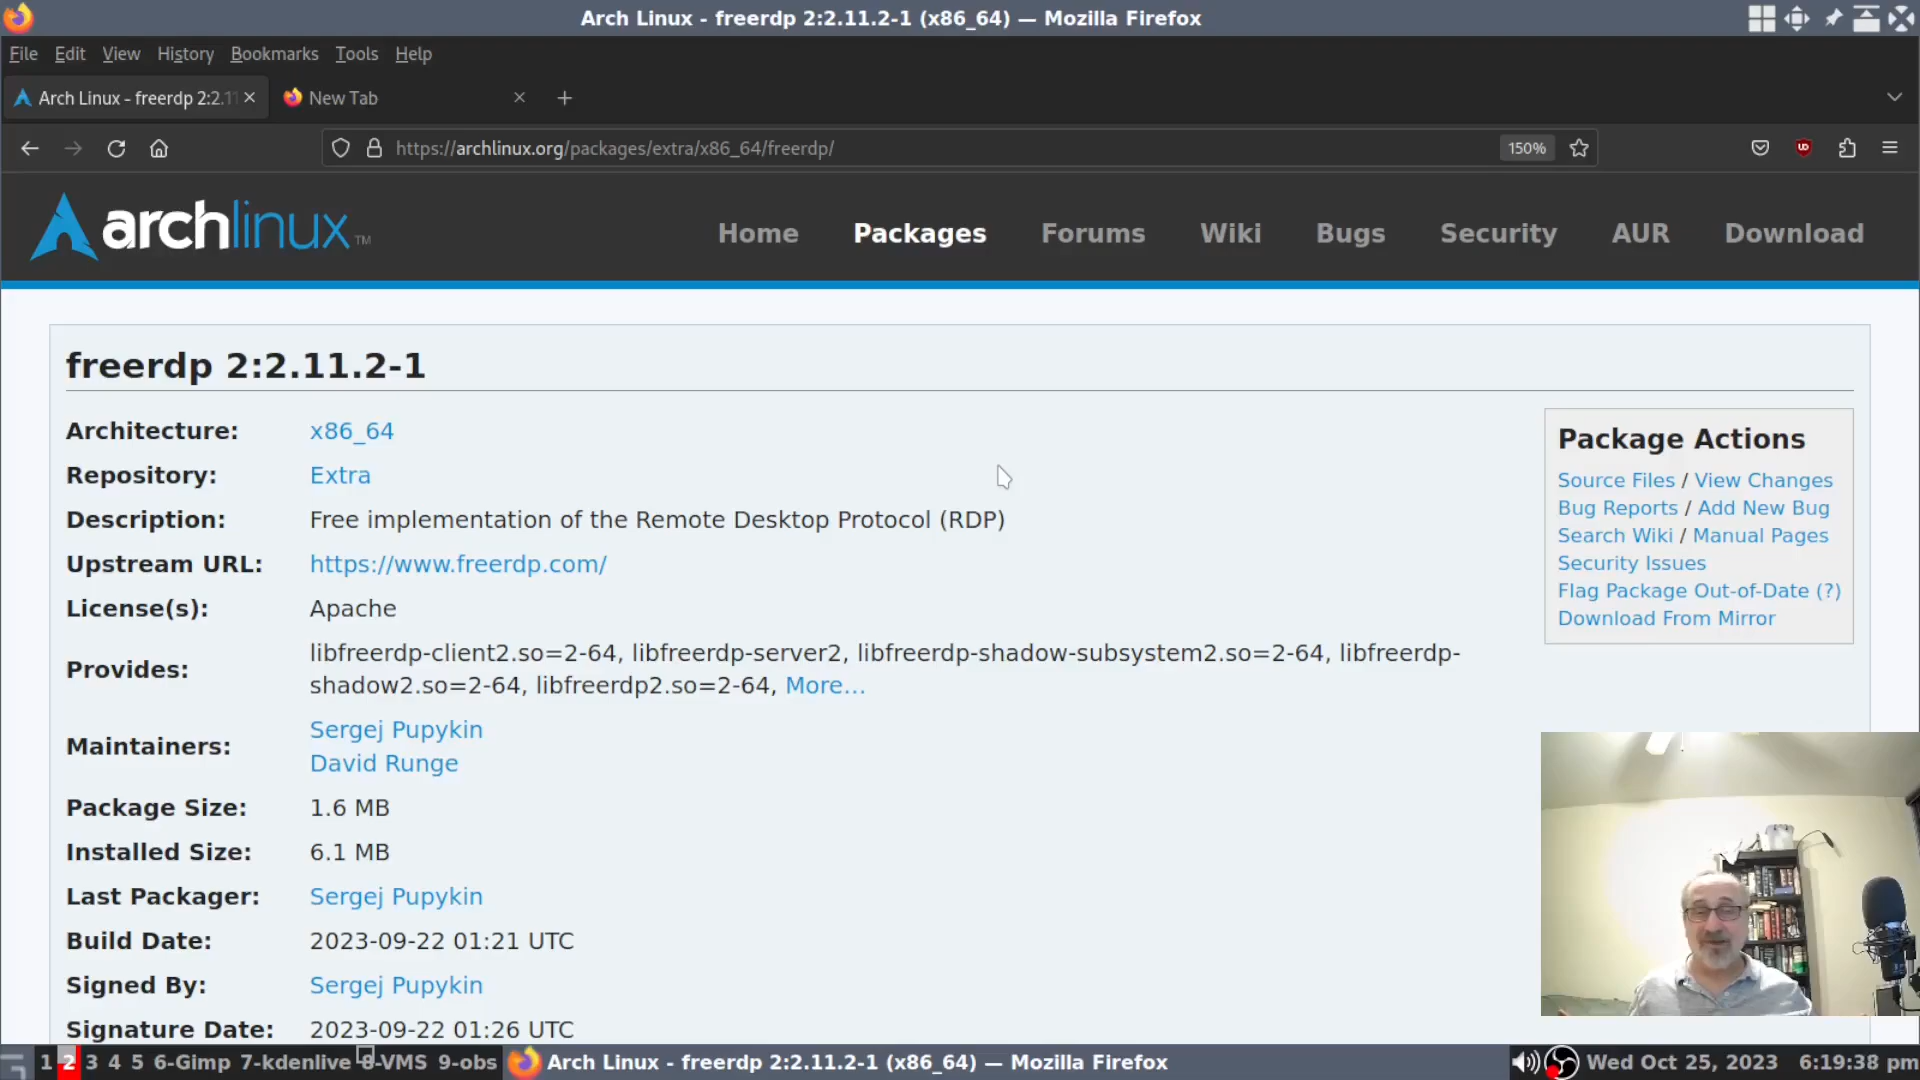 Arch Linux - freerdp 2:2.11.2-1 (x86_64) — Mozilla Firefox
File Edit View History Bookmarks Tools Help
Arch Linux - freerdp 2:2.11
New Tab
https://archlinux.org/packages/extra/x86_64/freerdp/
150%
archlinux™
Home Packages Forums Wiki Bugs Security AUR Download
freerdp 2:2.11.2-1
Architecture: x86_64
Repository: Extra
Description: Free implementation of the Remote Desktop Protocol (RDP)
Upstream URL: https://www.freerdp.com/
License(s): Apache
Provides: libfreerdp-client2.so=2-64, libfreerdp-server2, libfreerdp-shadow-subsystem2.so=2-64, libfreerdp-
shadow2.so=2-64, libfreerdp2.so=2-64, More…
Maintainers: Sergej Pupykin
David Runge
Package Size: 1.6 MB
Installed Size: 6.1 MB
Last Packager: Sergej Pupykin
Build Date: 2023-09-22 01:21 UTC
Signed By: Sergej Pupykin
Signature Date: 2023-09-22 01:26 UTC
Package Actions
Source Files / View Changes
Bug Reports / Add New Bug
Search Wiki / Manual Pages
Security Issues
Flag Package Out-of-Date (?)
Download From Mirror
1 2 3 4 5 6-Gimp 7-kdenlive 8-VMS 9-obs Arch Linux - freerdp 2:2.11.2-1 (x86_64) — Mozilla Firefox Wed Oct 25, 2023 6:19:38 pm